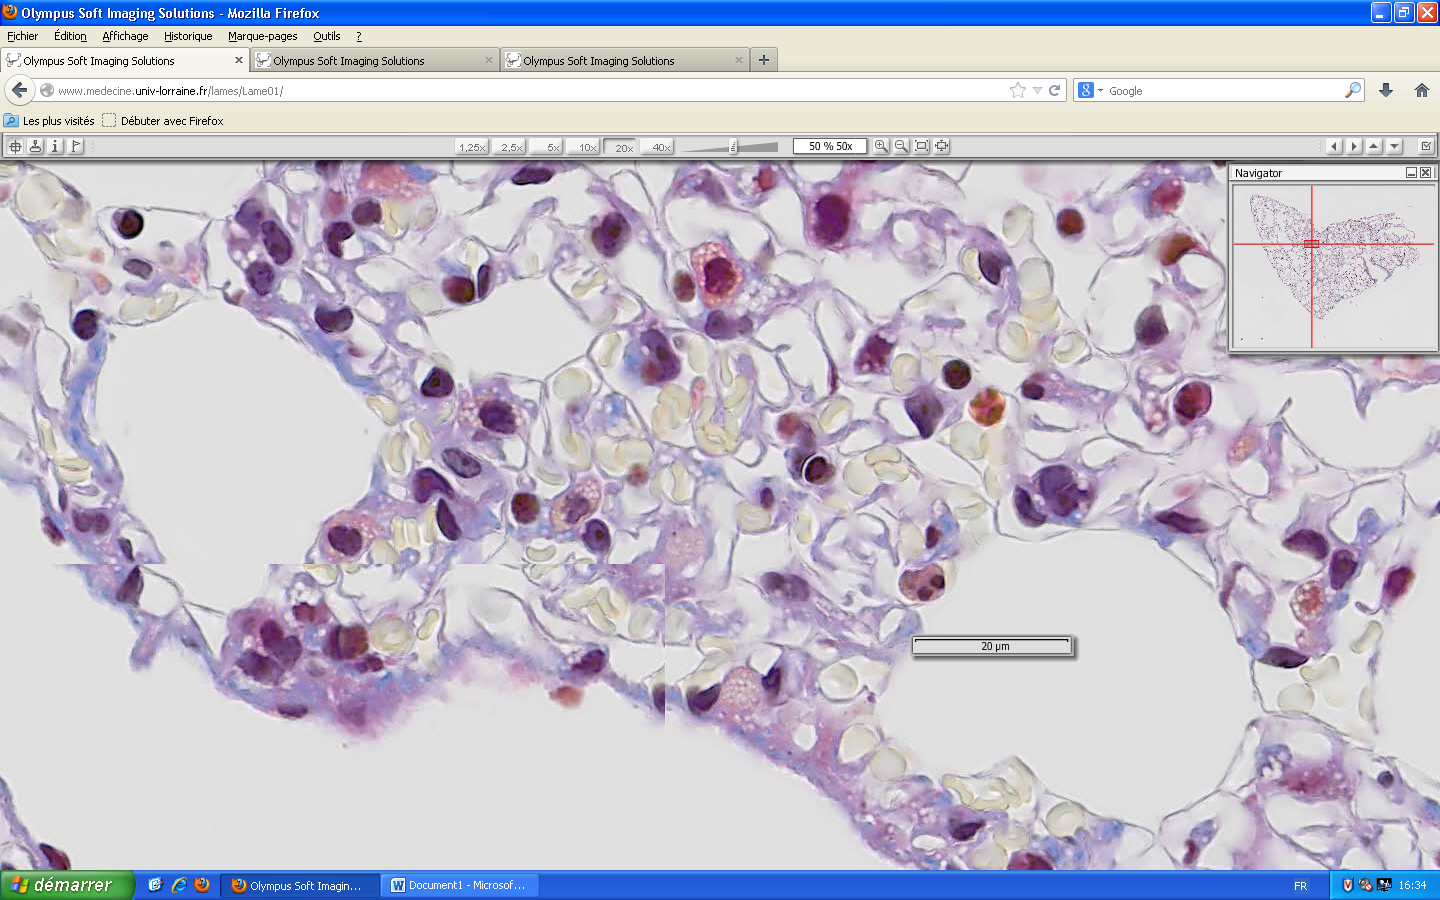 Olympus Soft Imaging Solutions - Mozilla Firefox
Fichier Édition Affichage Historique Marque-pages Outils ?
Olympus Soft Imaging Solutions
Olympus Soft Imaging Solutions
Olympus Soft Imaging Solutions
www.medecine.univ-lorraine.fr/lames/Lame01/
Google
Les plus visités Débuter avec Firefox
1,25x 2,5x 5x 10x 20x 40x 50 % 50x
Navigator
20 µm
démarrer Olympus Soft Imagin... Document1 - Microsof... FR 16:34